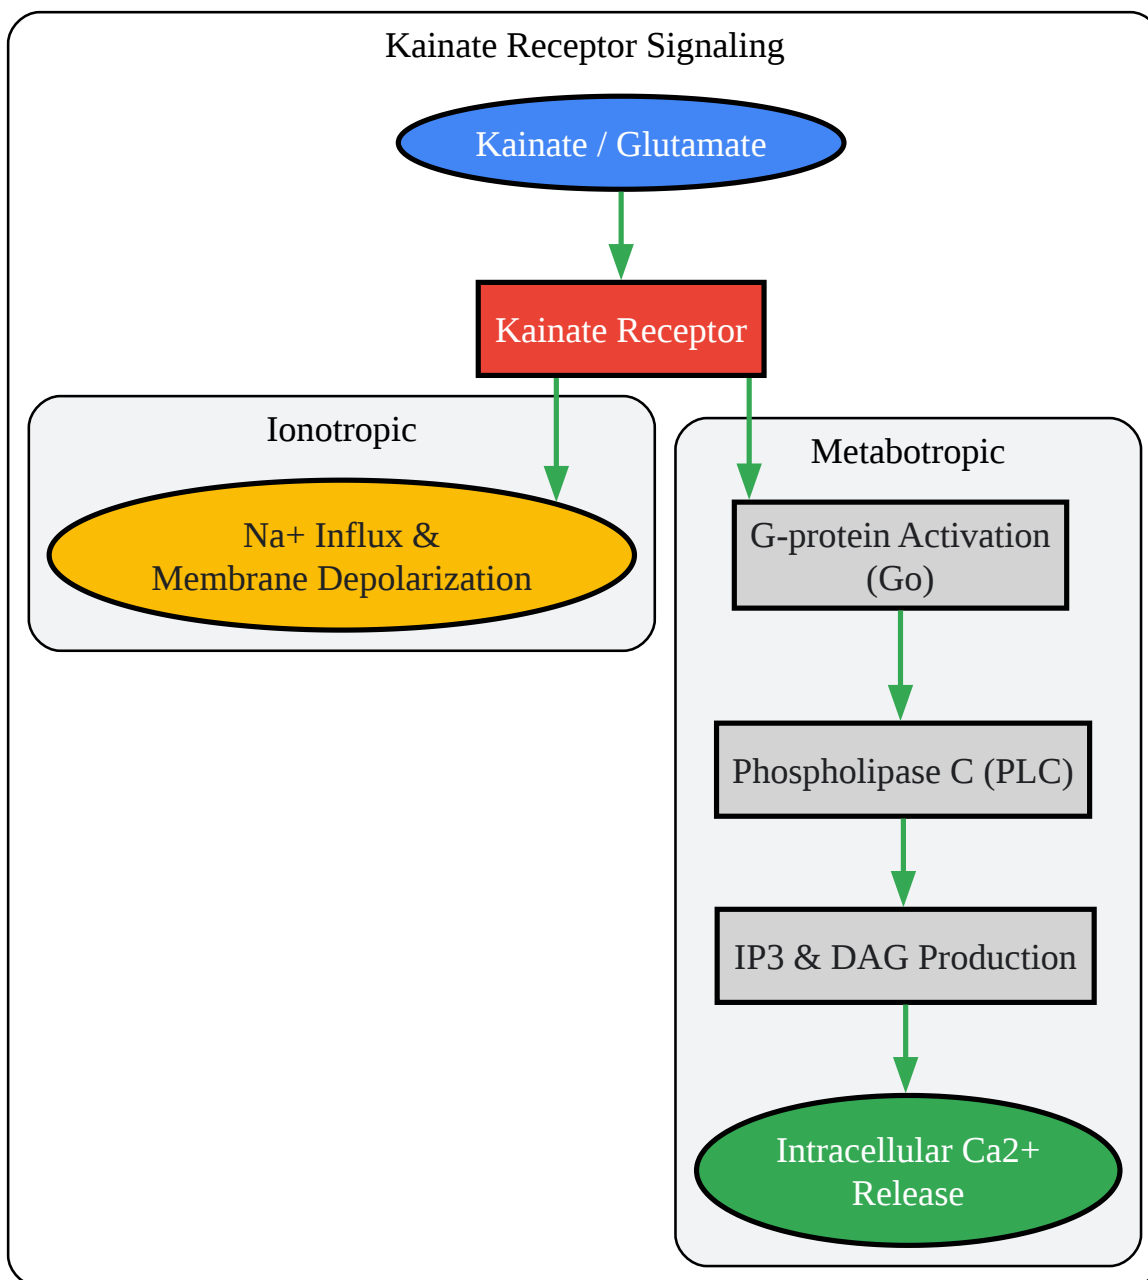 Kainate Receptor Signaling
Kainate / Glutamate
Kainate Receptor
Ionotropic
Na+ Influx &
Membrane Depolarization
Metabotropic
G-protein Activation
(Go)
Phospholipase C (PLC)
IP3 & DAG Production
Intracellular Ca2+
Release